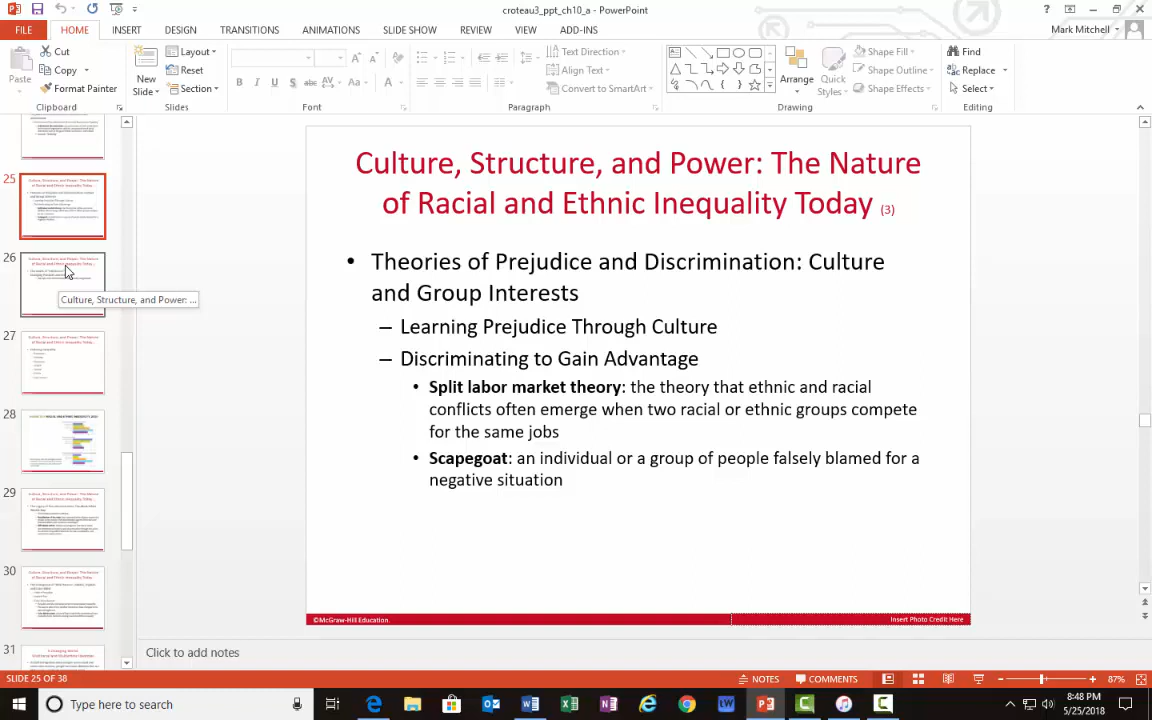 croteau3_ppt_ch10_a - PowerPoint
Mark Mitchell
FILE HOME INSERT DESIGN TRANSITIONS ANIMATIONS SLIDE SHOW REVIEW VIEW ADD-INS
Paste
Cut
Copy
Format Painter
Clipboard
New
Slide
Layout
Reset
Section
Slides
Font
Text Direction
Align Text
Convert to SmartArt
Paragraph
Arrange
Quick
Styles
Shape Fill
Shape Outline
Shape Effects
Drawing
Find
Replace
Select
Editing
25
26
Culture, Structure, and Power: ...
27
28
29
30
31
Culture, Structure, and Power: The Nature
of Racial and Ethnic Inequality Today (3)
• Theories of Prejudice and Discrimination: Culture
and Group Interests
– Learning Prejudice Through Culture
– Discriminating to Gain Advantage
• Split labor market theory: the theory that ethnic and racial
conflicts often emerge when two racial or ethnic groups compete
for the same jobs
• Scapegoat: an individual or a group of people falsely blamed for a
negative situation
©McGraw-Hill Education.
Insert Photo Credit Here
Click to add notes
SLIDE 25 OF 38
NOTES
COMMENTS
87%
Type here to search
8:48 PM
5/25/2018